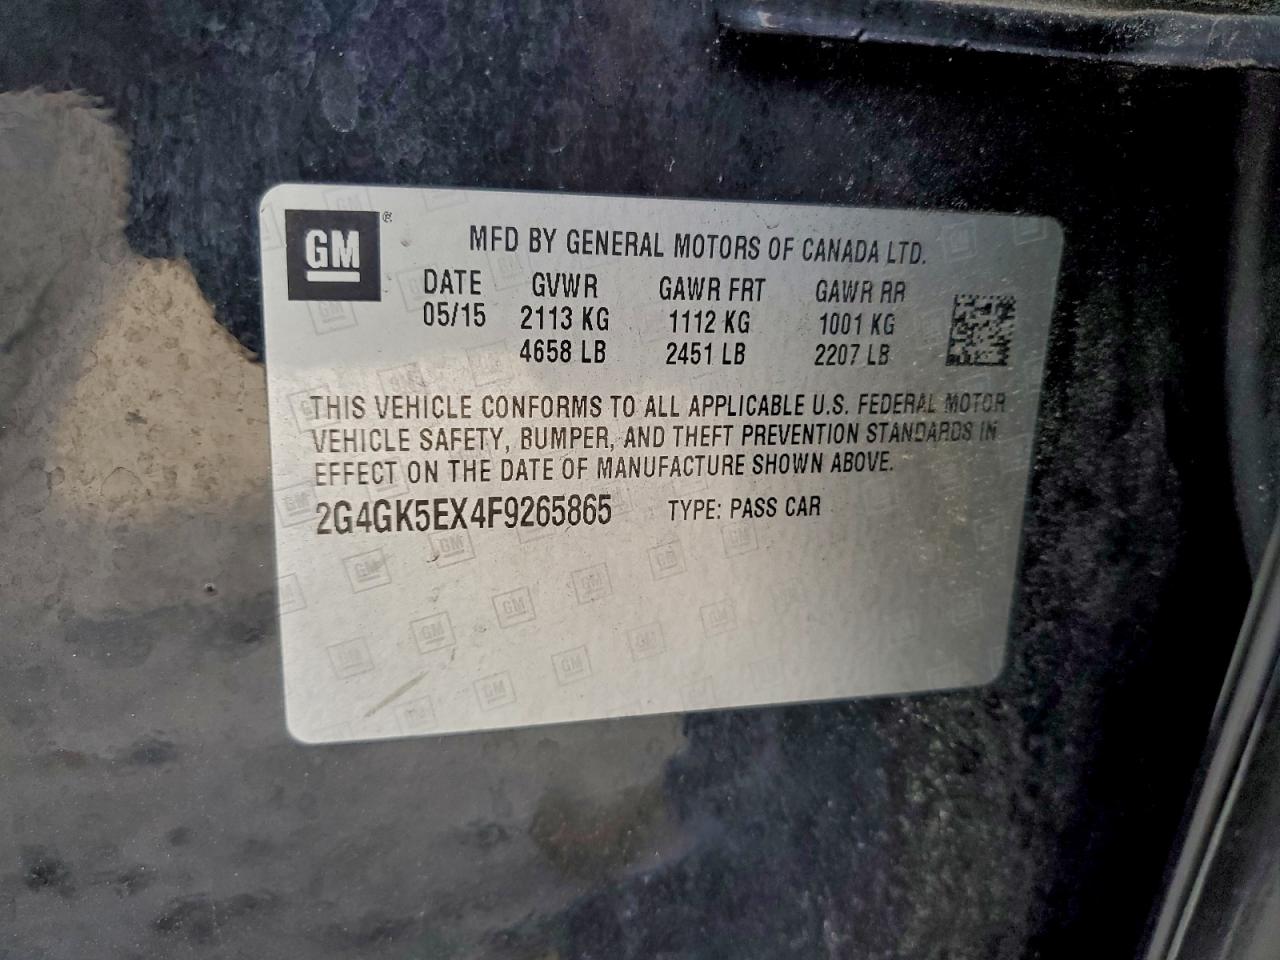 GM®
MFD BY GENERAL MOTORS OF CANADA LTD.
DATE GVWR GAWR FRT GAWR RR
05/15 2113 KG 1112 KG 1001 KG
4658 LB 2451 LB 2207 LB
THIS VEHICLE CONFORMS TO ALL APPLICABLE U.S. FEDERAL MOTOR
VEHICLE SAFETY, BUMPER, AND THEFT PREVENTION STANDARDS IN
EFFECT ON THE DATE OF MANUFACTURE SHOWN ABOVE.
2G4GK5EX4F9265865 TYPE: PASS CAR